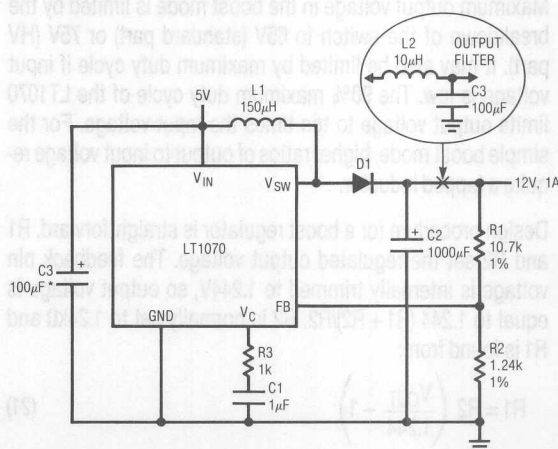 Maximum output voltage in the boost mode is limited by the
breakdown of the switch to 65V (standard part) or 75V (HV
part). It may also be limited by maximum duty cycle if input
voltage is low. The 90% maximum duty cycle of the LT1070
limits output voltage to ten times the input voltage. For the
simple boost mode, higher ratios of output to input voltage re-
quire a tapped inductor.
Design procedure for a boost regulator is straightforward. R1
and R2 set the regulated output voltage. The feedback pin
voltage is internally trimmed to 1.244V, so output voltage is
equal to 1.244 (R1 + R2)/R2. R2 is normally set to 1.24kΩ and
R1 is found from:
R1 = R2 (VOUT/1.244 - 1) (21)
L2
10µH
OUTPUT
FILTER
C3
100µF
5V
L1
150µH
VIN
VSW
D1
12V, 1A
LT1070
C3
100µF*
+
GND
VC
FB
+
C2
1000µF
R1
10.7k
1%
R3
1k
C1
1µF
R2
1.24k
1%